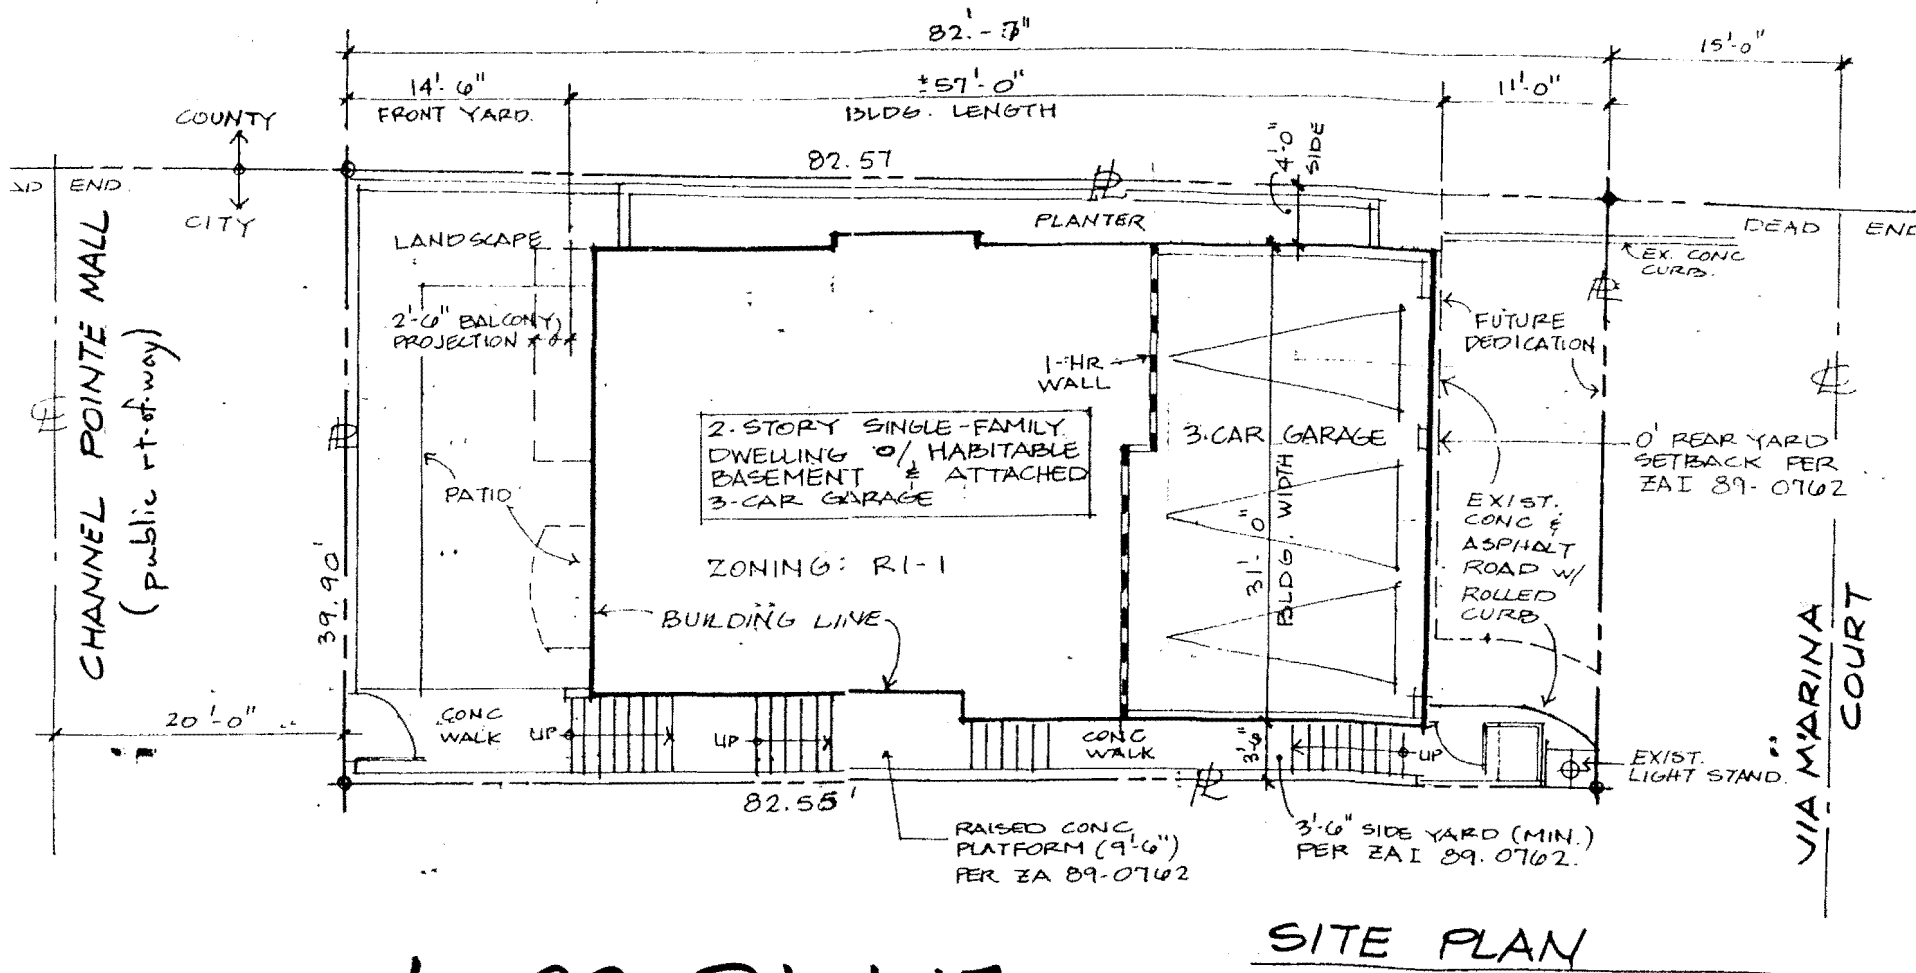 82'-7"
15'-0"
14'-6"
FRONT YARD.
±57'-0"
BLDG. LENGTH
11'-0"
COUNTY
CITY
END.
82.57
PL
4'-0"
SIDE
PLANTER
DEAD END
EX. CONC
CURB.
PL
LANDSCAPE
2'-6" BALCONY
PROJECTION
CHANNEL POINTE MALL
(public rt-of-way)
CL
PL
1-HR
WALL
FUTURE
DEDICATION
CL
2-STORY SINGLE-FAMILY
DWELLING o/ HABITABLE
BASEMENT & ATTACHED
3-CAR GARAGE
3-CAR GARAGE
0' REAR YARD
SETBACK PER
ZAI 89-0762
PATIO
31'-0"
BLDG. WIDTH
EXIST.
CONC &
ASPHALT
ROAD W/
ROLLED
CURB
ZONING: R1-1
39.90'
BUILDING LINE
VIA MARINA
COURT
20'-0"
CONC
WALK
UP
UP
CONC
WALK
3'-6"
UP
EXIST.
LIGHT STAND.
82.55'
PL
RAISED CONC
PLATFORM (9'-6")
PER ZA 89-0762
3'-6" SIDE YARD (MIN.)
PER ZAI 89.0762.
SITE PLAN